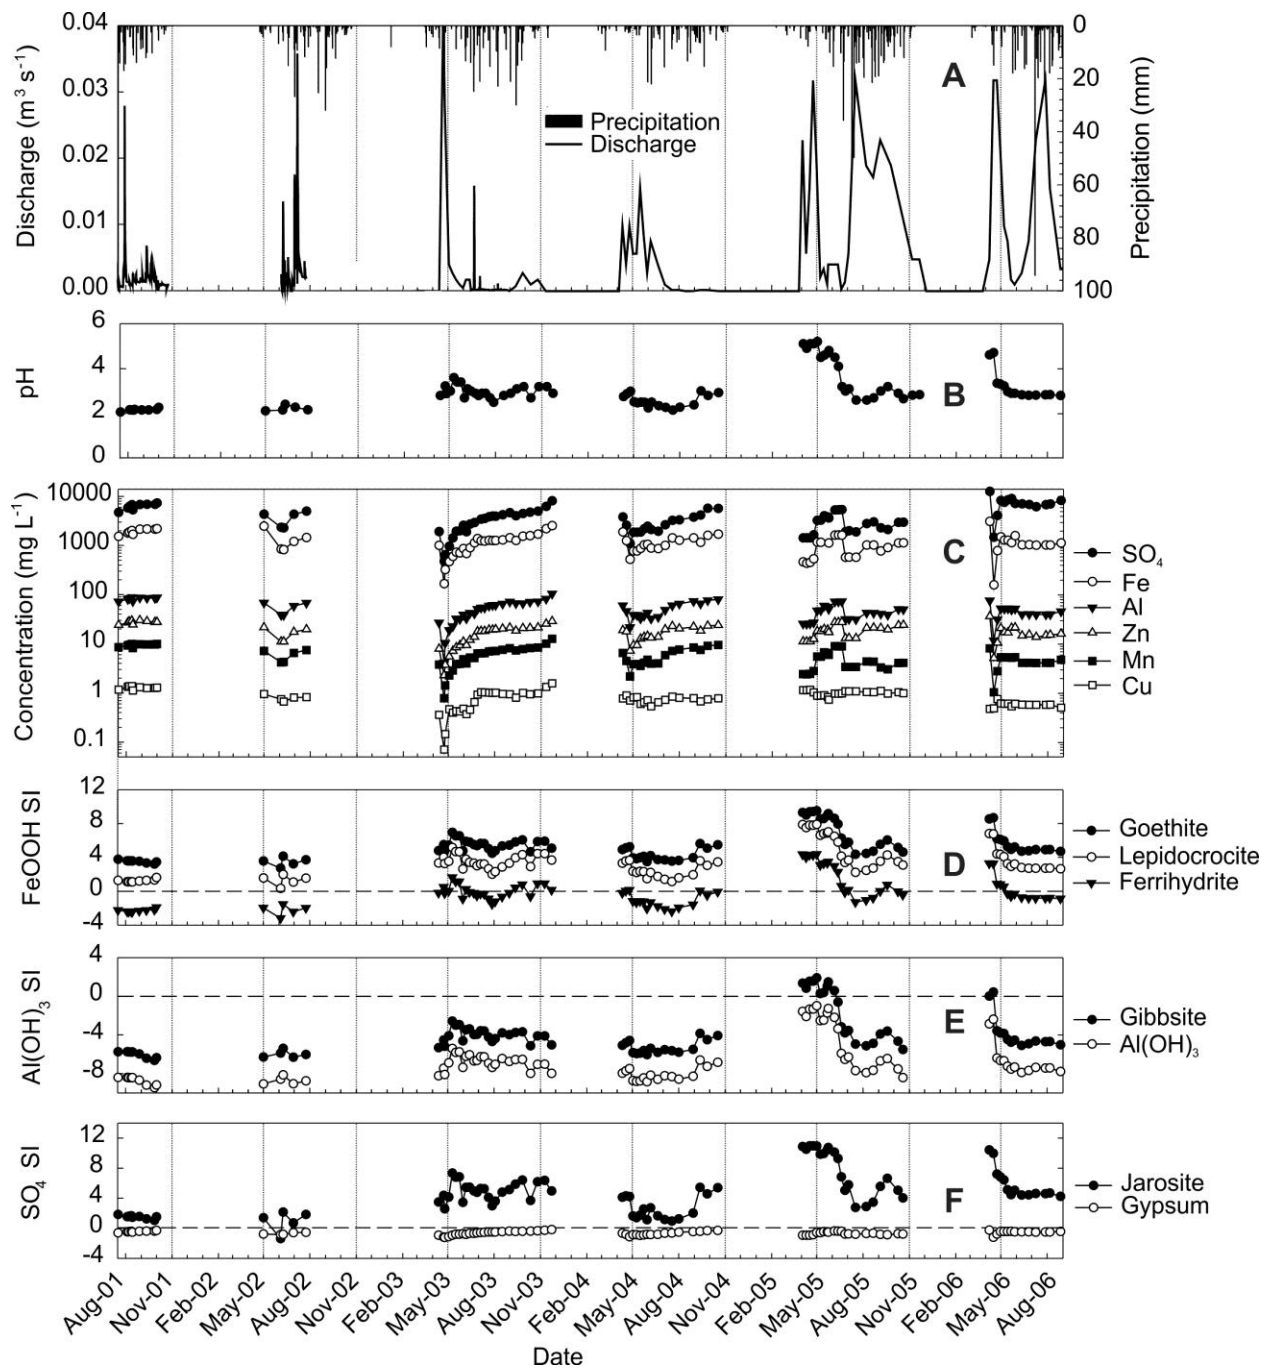 0.04
0.03
0.02
0.01
0.00
Discharge (m³ s⁻¹)
0
20
40
60
80
100
Precipitation (mm)
A
Precipitation
Discharge
6
4
2
0
pH
B
10000
1000
100
10
1
0.1
Concentration (mg L⁻¹)
C
SO₄
Fe
Al
Zn
Mn
Cu
12
8
4
0
-4
FeOOH SI
D
Goethite
Lepidocrocite
Ferrihydrite
4
0
-4
-8
Al(OH)₃ SI
E
Gibbsite
Al(OH)₃
12
8
4
0
-4
SO₄ SI
F
Jarosite
Gypsum
Aug-01
Nov-01
Feb-02
May-02
Aug-02
Nov-02
Feb-03
May-03
Aug-03
Nov-03
Feb-04
May-04
Aug-04
Nov-04
Feb-05
May-05
Aug-05
Nov-05
Feb-06
May-06
Aug-06
Date